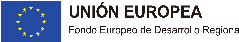 UNIÓN EUROPEA
Fondo Europeo de Desarrollo Regiona